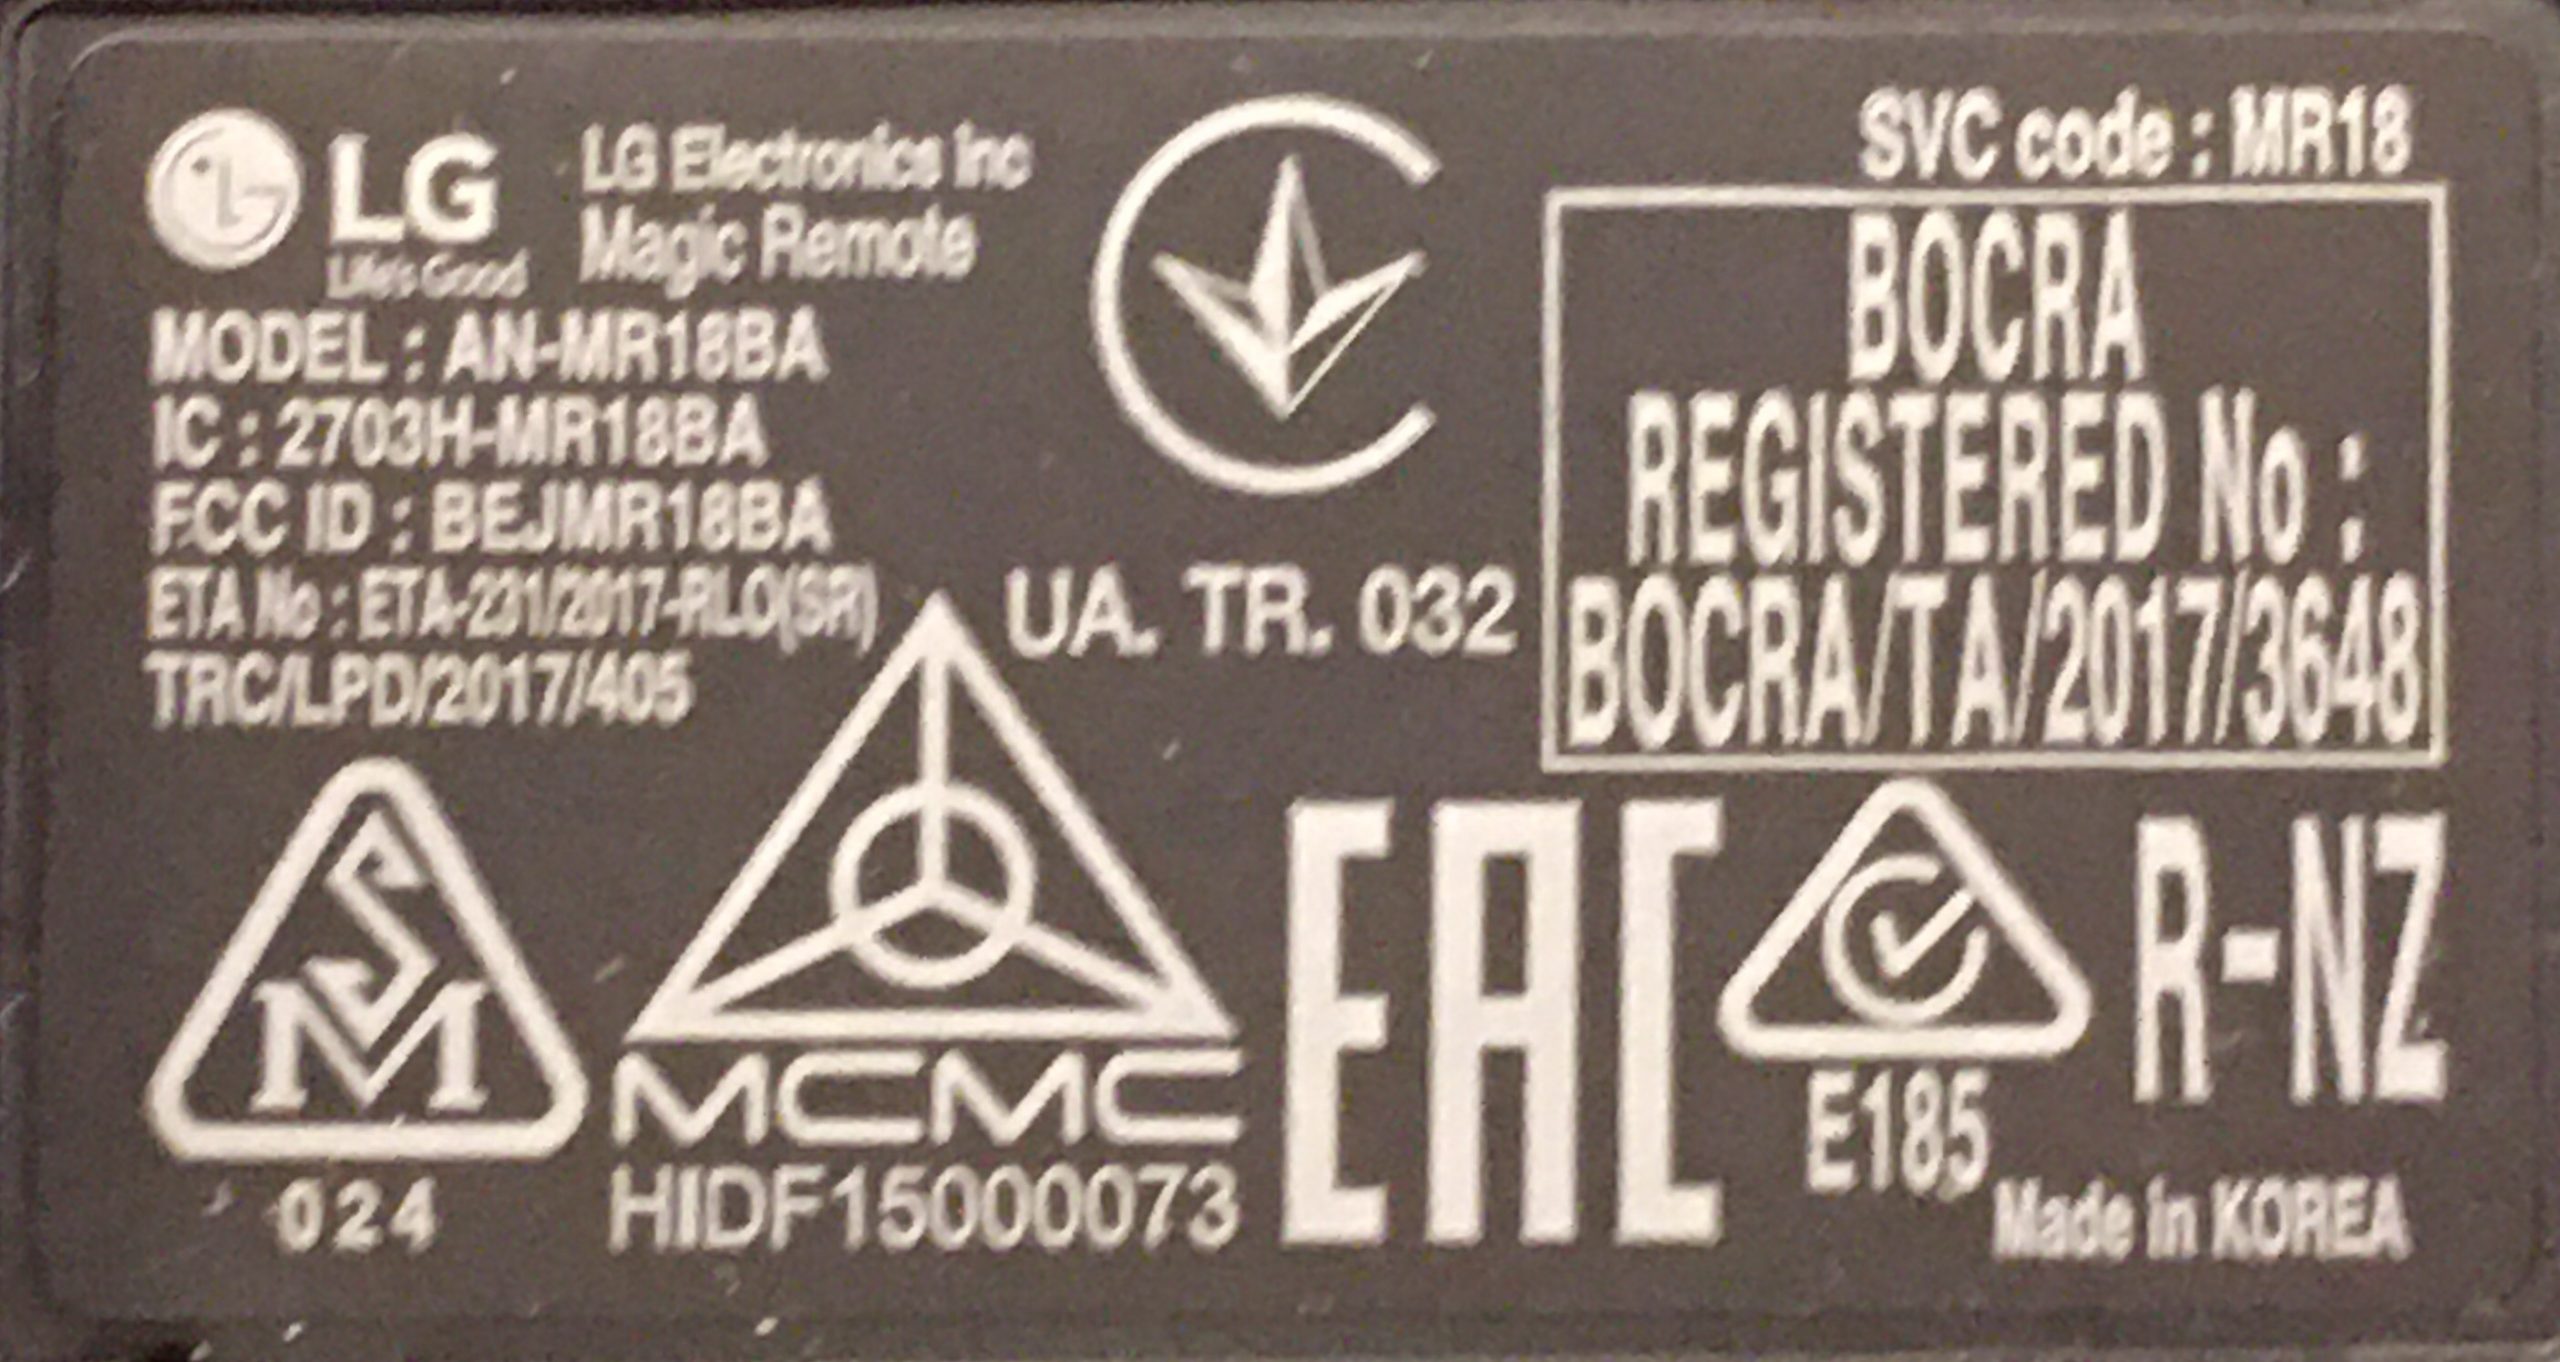 LG
Life's Good
LG Electronics Inc
Magic Remote
MODEL : AN-MR18BA
IC : 2703H-MR18BA
FCC ID : BEJMR18BA
ETA No : ETA-231/2017-RLO(SR)
TRC/LPD/2017/405
UA. TR. 032
SVC code : MR18
BOCRA
REGISTERED No :
BOCRA/TA/2017/3648
SM
024
MCMC
HIDF15000073
EAC
E185
R-NZ
Made in KOREA